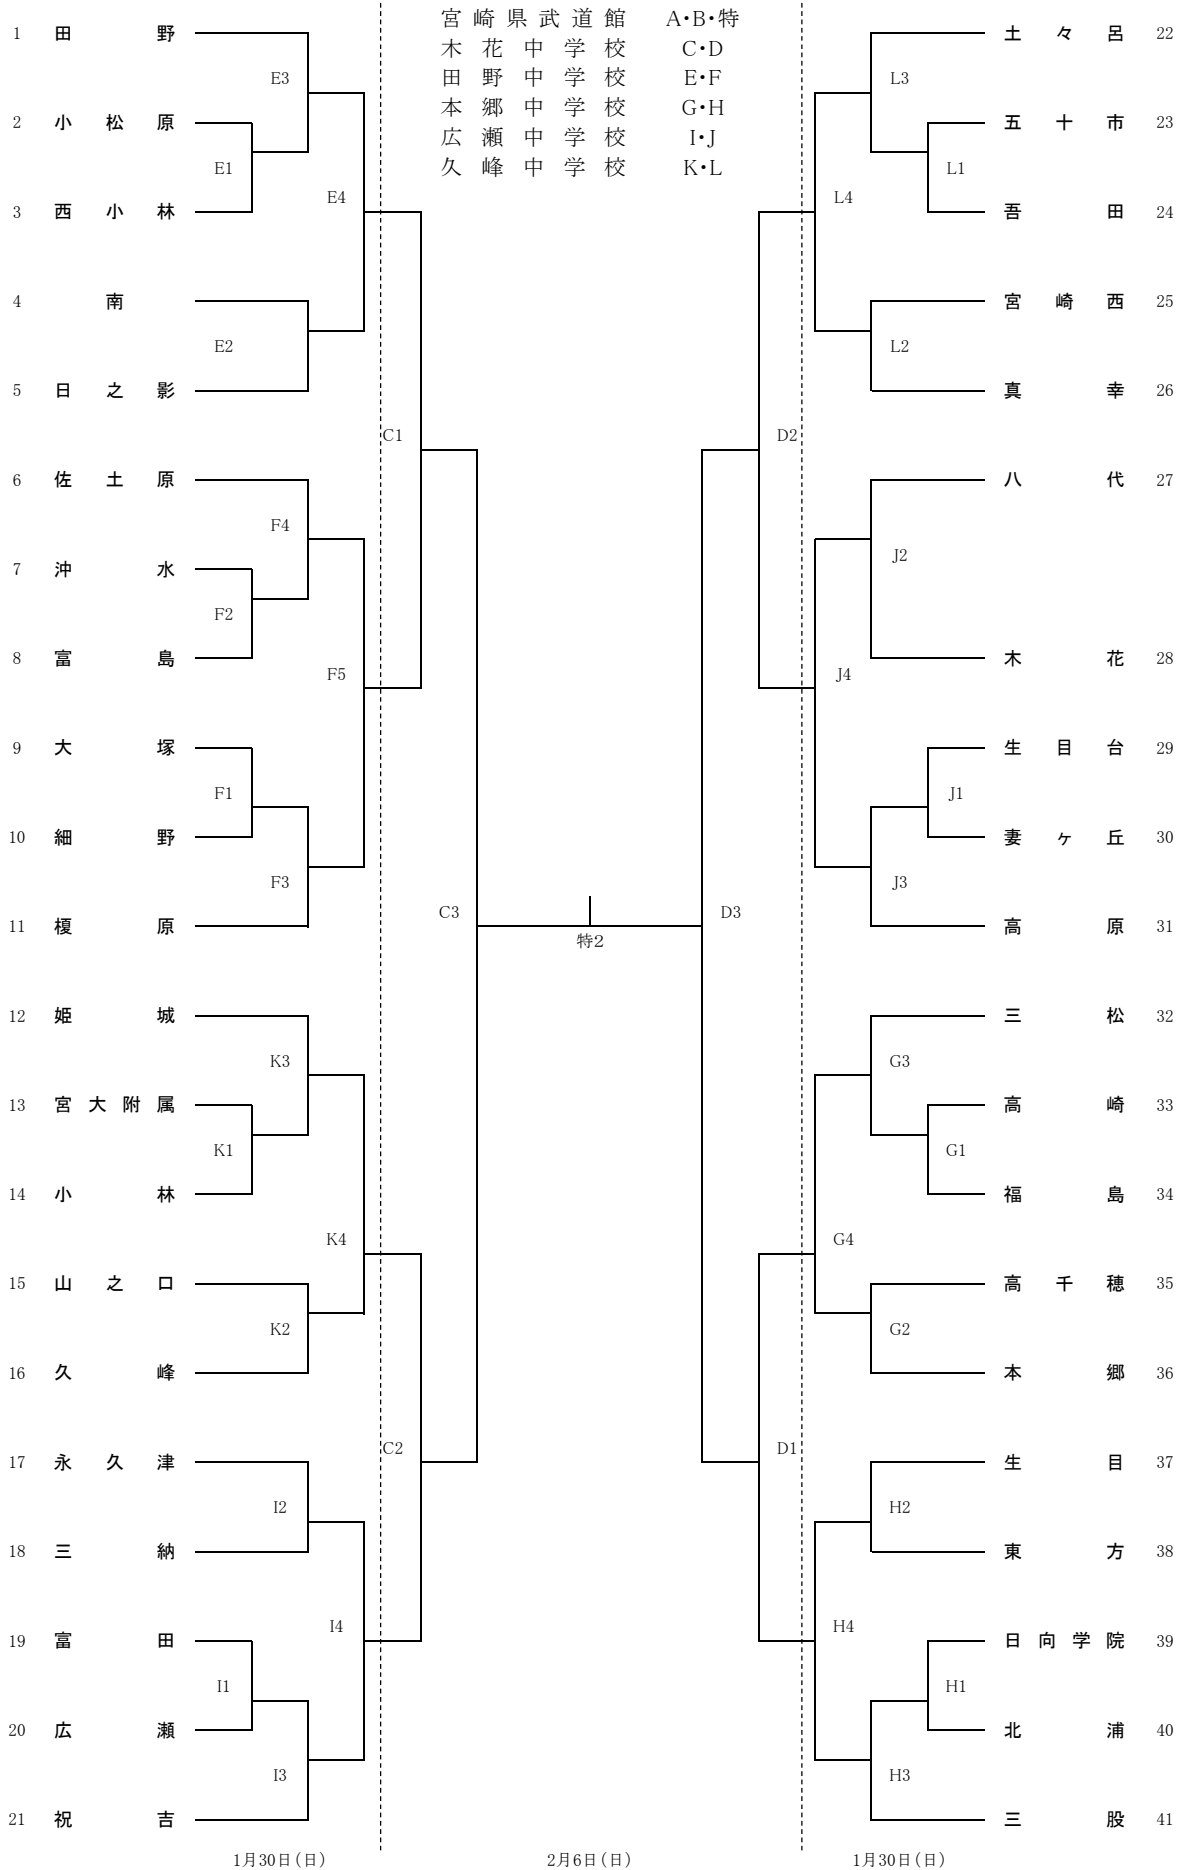 宮崎県武道館 A・B・特
木花中学校 C・D
田野中学校 E・F
本郷中学校 G・H
広瀬中学校 I・J
久峰中学校 K・L
1 田野
E3
2 小松原
E1
3 西小林
E4
4 南
E2
5 日之影
C1
6 佐土原
F4
7 沖水
F2
8 富島
F5
9 大塚
F1
10 細野
F3
11 榎原
C3
12 姫城
K3
13 宮大附属
K1
14 小林
K4
15 山之口
K2
16 久峰
C2
17 永久津
I2
18 三納
I4
19 富田
I1
20 広瀬
I3
21 祝吉
特2
土々呂 22
L3
五十市 23
L1
吾田 24
L4
宮崎西 25
L2
真幸 26
D2
八代 27
J2
木花 28
J4
生目台 29
J1
妻ヶ丘 30
J3
高原 31
D3
三松 32
G3
高崎 33
G1
福島 34
G4
高千穂 35
G2
本郷 36
D1
生目 37
H2
東方 38
H4
日向学院 39
H1
北浦 40
H3
三股 41
1月30日(日)
2月6日(日)
1月30日(日)